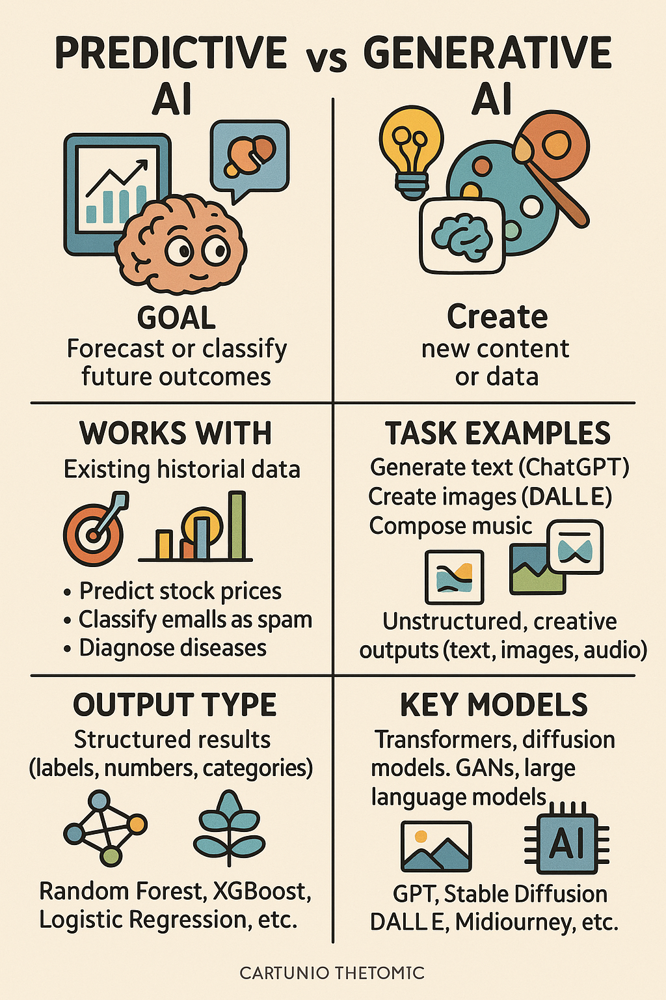 PREDICTIVE vs GENERATIVE
AI
AI
GOAL
Forecast or classify
future outcomes
Create
new content
or data
WORKS WITH
Existing historial data
• Predict stock prices
• Classify emalls as spam
• Diagnose diseases
TASK EXAMPLES
Generate text (ChatGPT)
Create images (DALLE)
Compose music
Unstructured, creative
outputs (text, images, audio)
OUTPUT TYPE
Structured results
(labels, numbers, categories)
Random Forest, XGBoost,
Logistic Regression, etc.
KEY MODELS
Transformers, diffusion
models. GANs, large
language models
AI
GPT, Stable Diffusion
DALL E, Midiourney, etc.
CARTUNIO THETOMIC